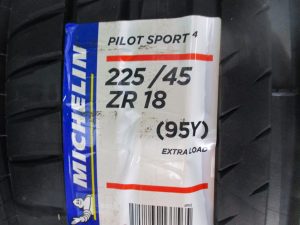 MICHELIN
PILOT SPORT 4
225 /45
ZR 18
(95Y)
EXTRA LOAD